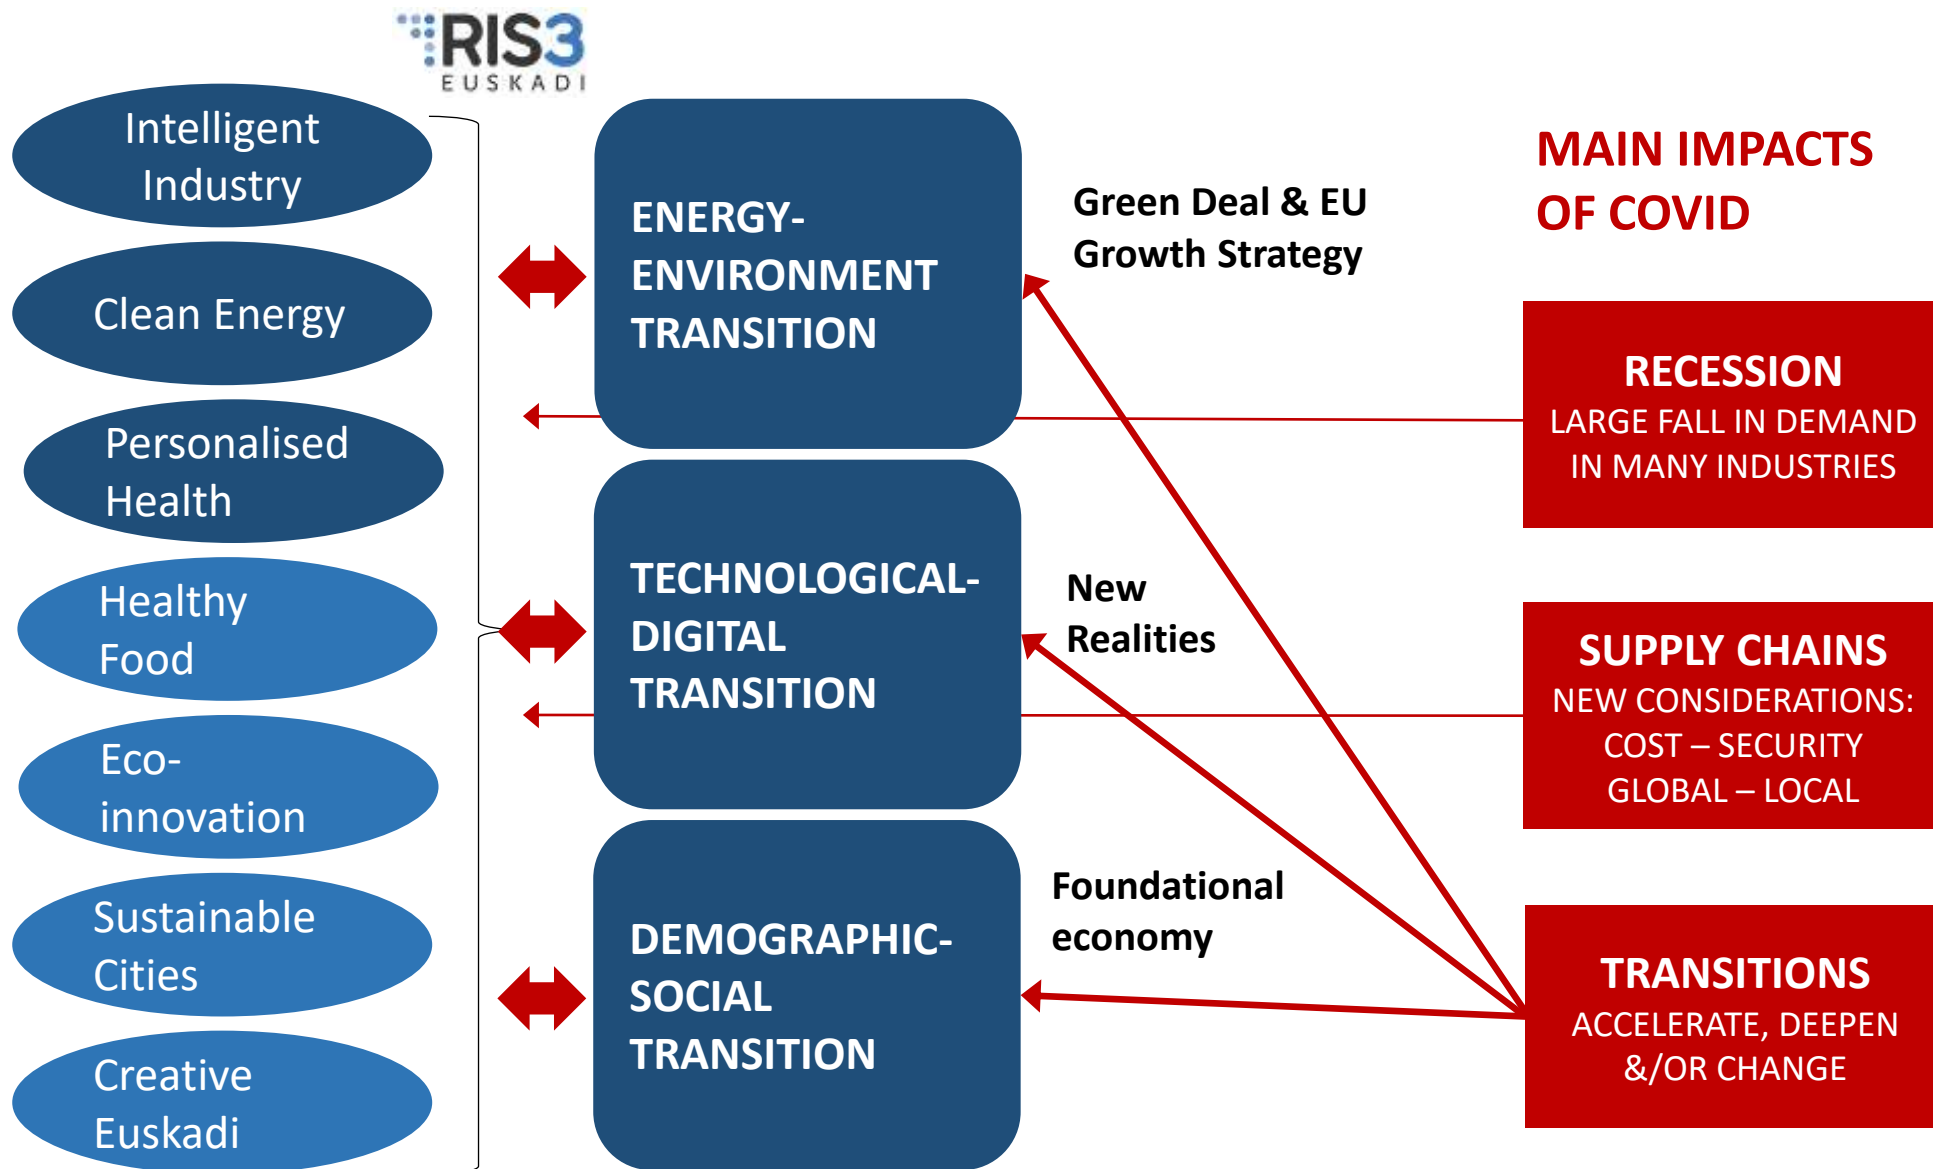 RIS3
EUSKADI
Intelligent
Industry
Clean Energy
Personalised
Health
Healthy
Food
Eco-
innovation
Sustainable
Cities
Creative
Euskadi
ENERGY-
ENVIRONMENT
TRANSITION
TECHNOLOGICAL-
DIGITAL
TRANSITION
DEMOGRAPHIC-
SOCIAL
TRANSITION
Green Deal & EU
Growth Strategy
New
Realities
Foundational
economy
MAIN IMPACTS
OF COVID
RECESSION
LARGE FALL IN DEMAND
IN MANY INDUSTRIES
SUPPLY CHAINS
NEW CONSIDERATIONS:
COST – SECURITY
GLOBAL – LOCAL
TRANSITIONS
ACCELERATE, DEEPEN
&/OR CHANGE